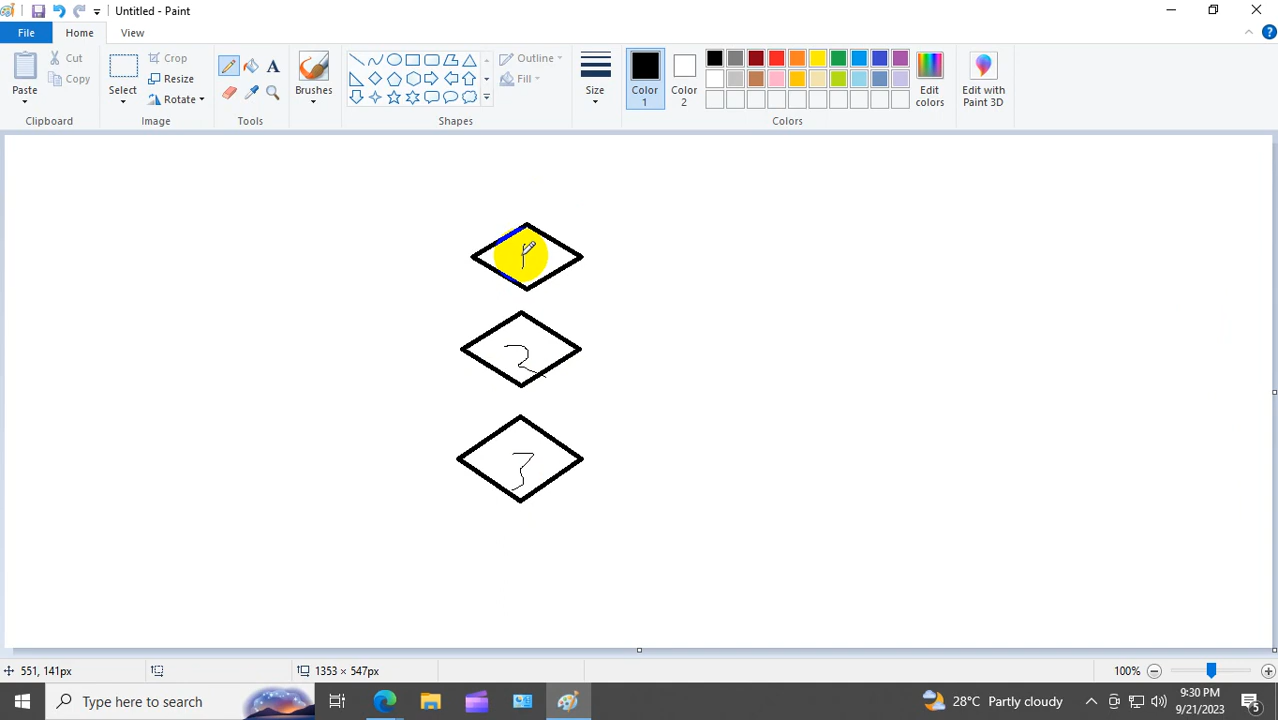 Untitled - Paint
File
Home
View
Paste
Cut
Copy
Clipboard
Select
Crop
Resize
Rotate
Image
A
Tools
Brushes
Outline
Fill
Shapes
Size
Color 1
Color 2
Edit colors
Edit with Paint 3D
Colors
1
2
3
551, 141px
1353 × 547px
100%
Type here to search
28°C Partly cloudy
9:30 PM
9/21/2023
5